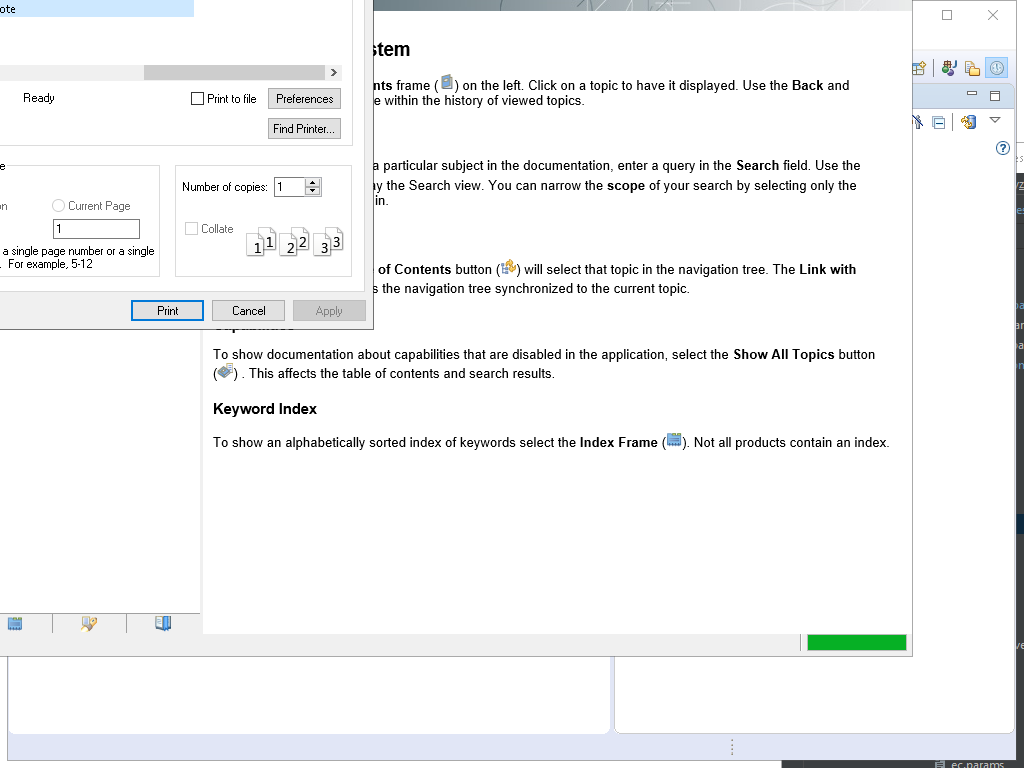 ote
Ready
Print to file
Preferences
Find Printer...
e
on
Current Page
1
a single page number or a single
. For example, 5-12
Number of copies:
1
Collate
1 1 2 2 3 3
Print
Cancel
Apply
stem
nts frame ( ) on the left. Click on a topic to have it displayed. Use the Back and
e within the history of viewed topics.
a particular subject in the documentation, enter a query in the Search field. Use the
ay the Search view. You can narrow the scope of your search by selecting only the
in.
of Contents button ( ) will select that topic in the navigation tree. The Link with
s the navigation tree synchronized to the current topic.
To show documentation about capabilities that are disabled in the application, select the Show All Topics button
( ) . This affects the table of contents and search results.
Keyword Index
To show an alphabetically sorted index of keywords select the Index Frame ( ). Not all products contain an index.
ec.params